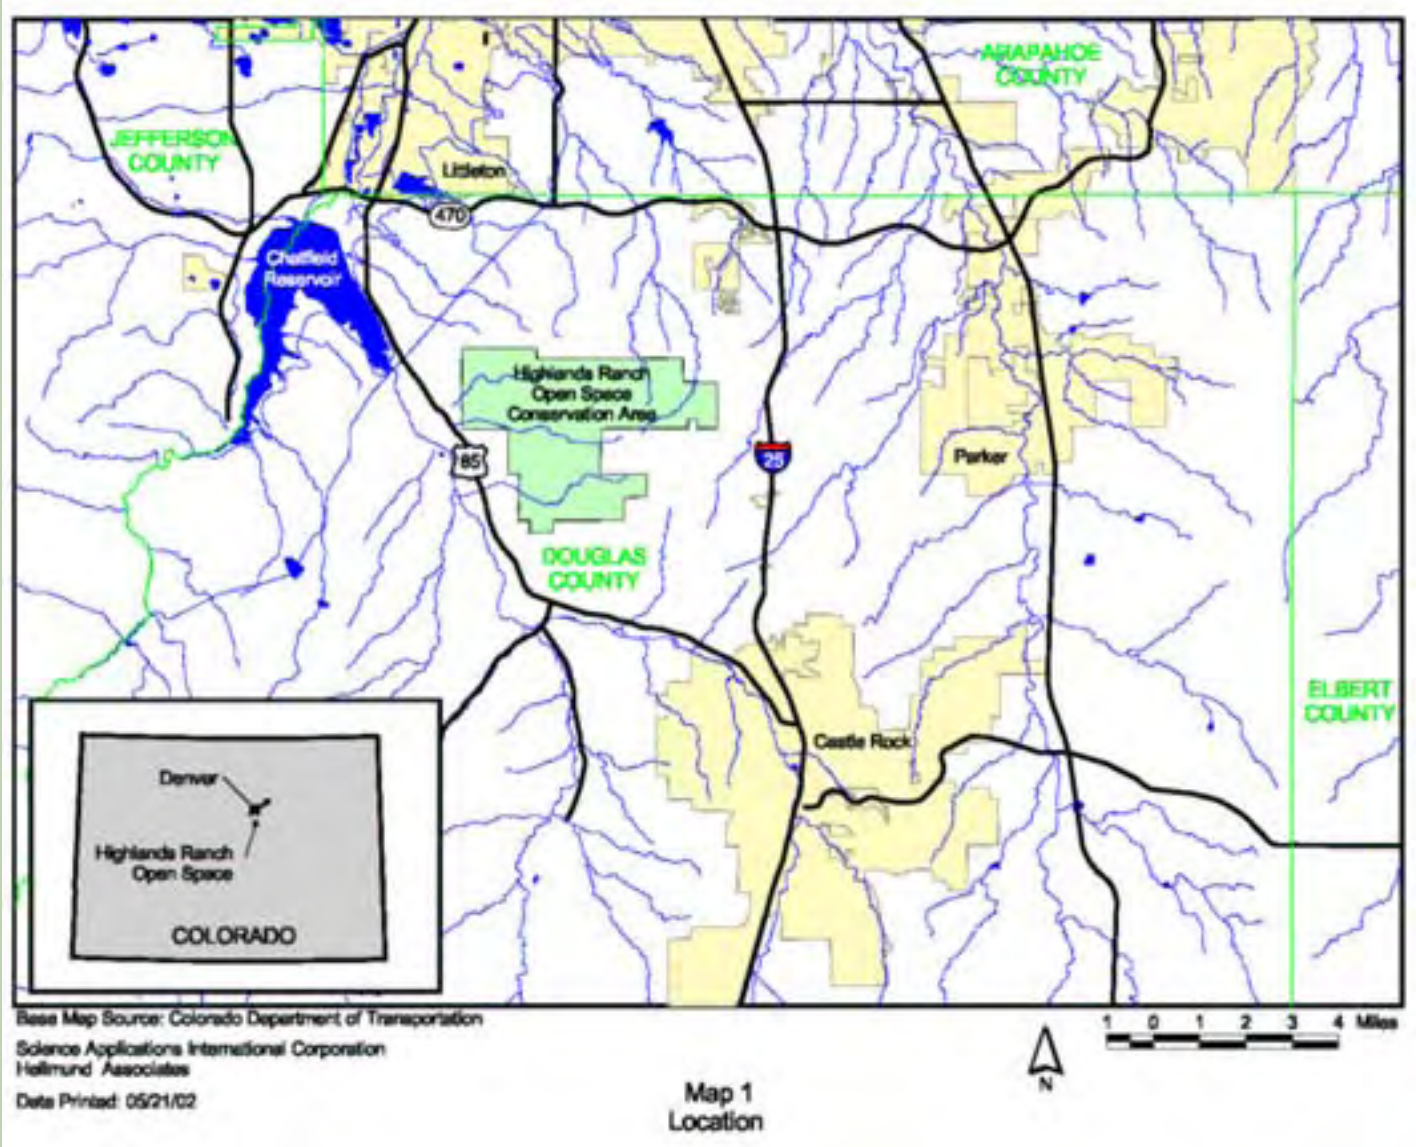 ARAPAHOE
COUNTY
JEFFERSON
COUNTY
Littleton
470
Chatfield
Reservoir
Highlands Ranch
Open Space
Conservation Area
85
25
Parker
DOUGLAS
COUNTY
ELBERT
COUNTY
Castle Rock
Denver
Highlands Ranch
Open Space
COLORADO
Base Map Source: Colorado Department of Transportation
Science Applications International Corporation
Hellmund Associates
Date Printed: 05/21/02
1 0 1 2 3 4 Miles
N
Map 1
Location